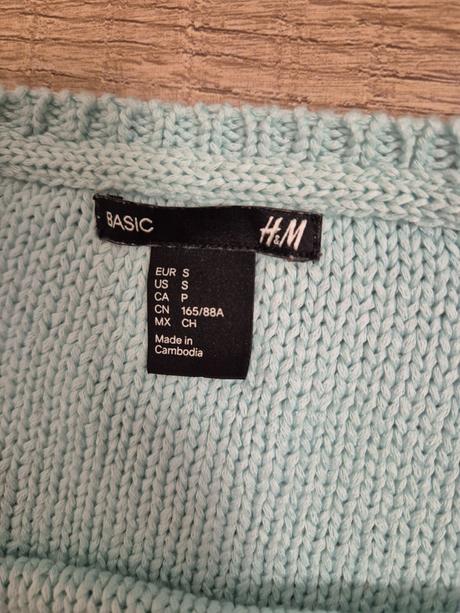 BASIC H&M
EUR S
US S
CA P
CN 165/88A
MX CH
Made in
Cambodia